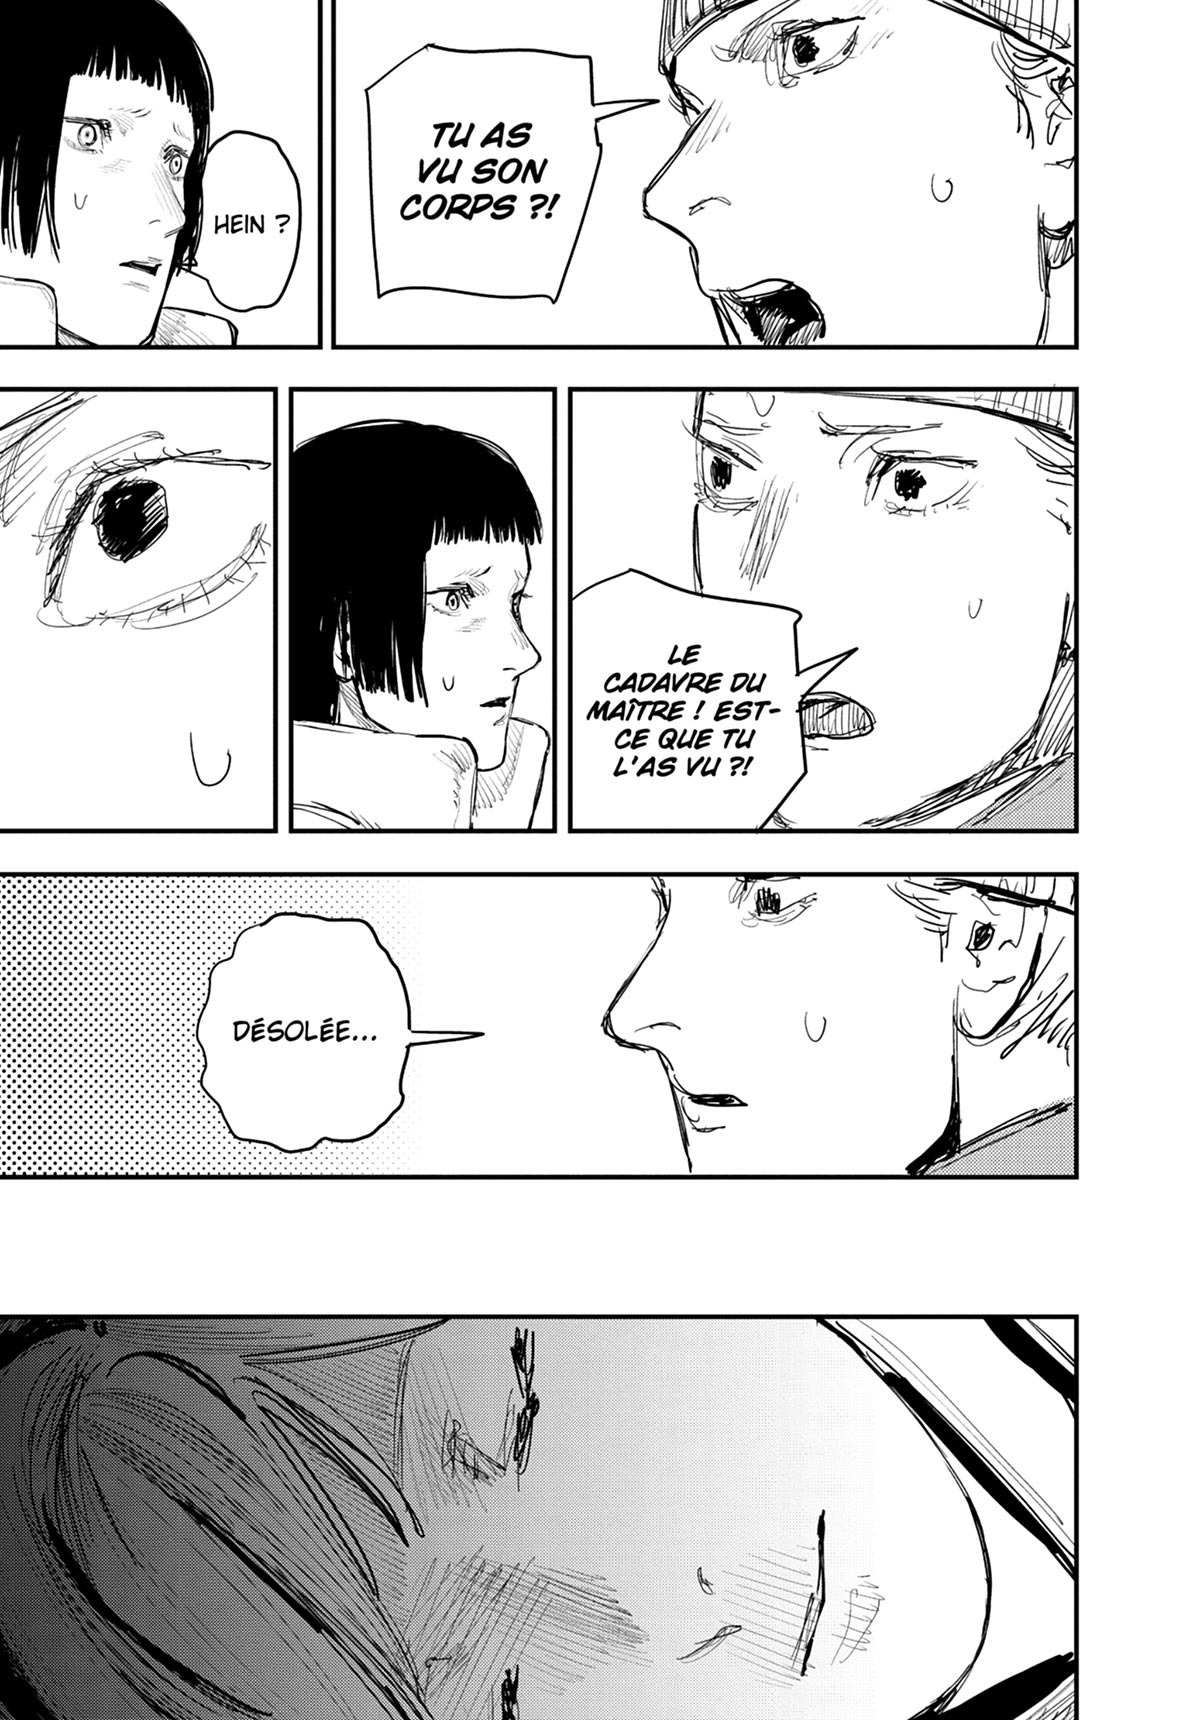 TU AS
VU SON
CORPS ?!
HEIN ?
LE
CADAVRE DU
MAÎTRE ! EST-
CE QUE TU
L'AS VU ?!
DÉSOLÉE...